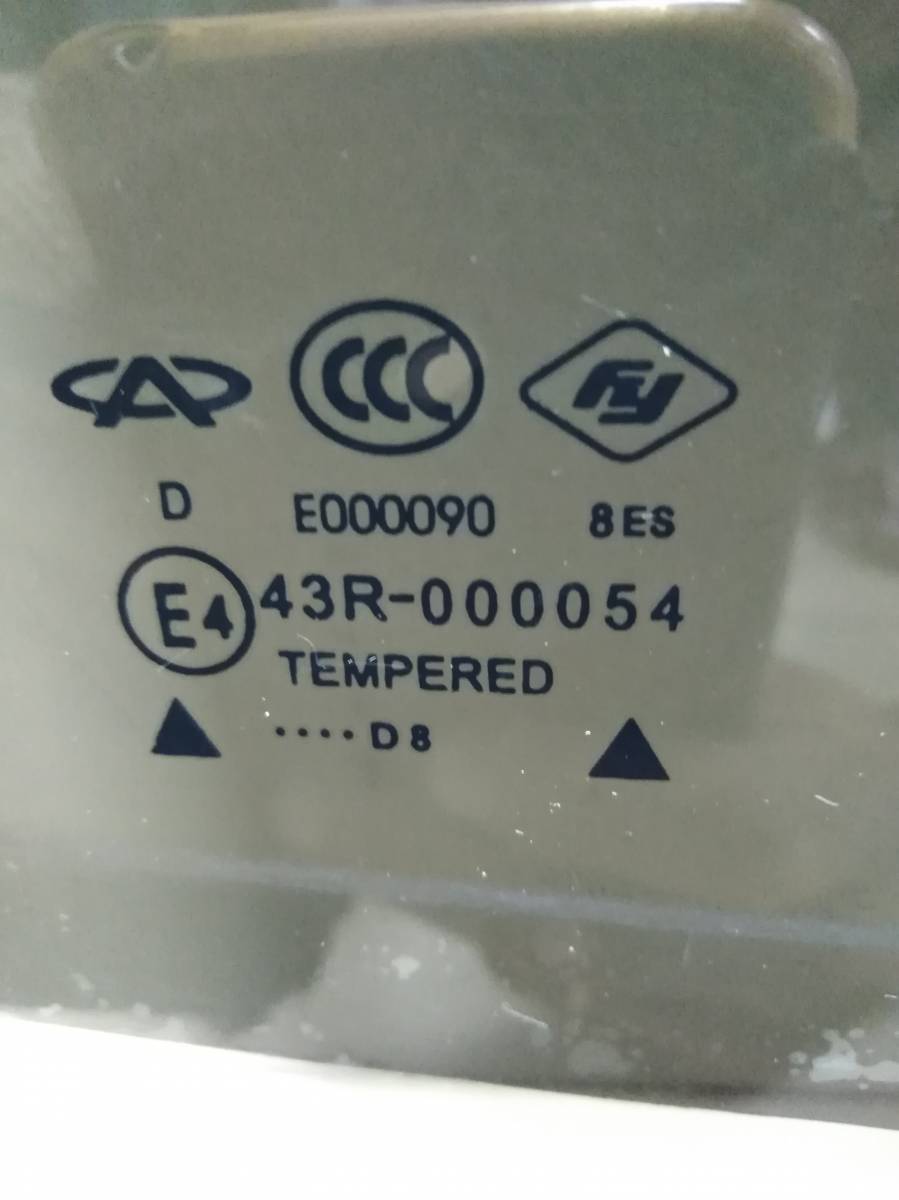 CCC FY
D E000090 8ES
E4 43R-000054
TEMPERED
....D8